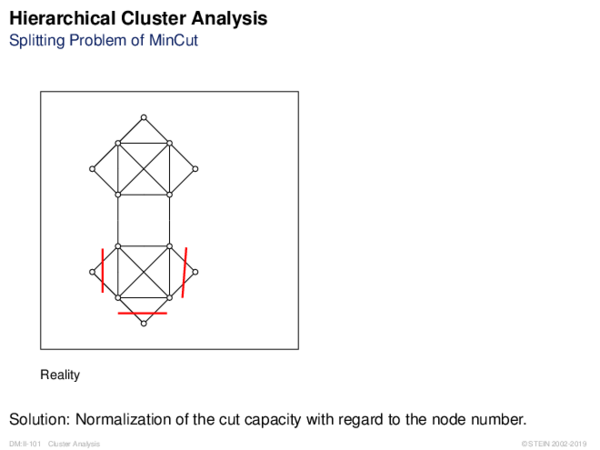 Hierarchical Cluster Analysis
Splitting Problem of MinCut
Reality
Solution: Normalization of the cut capacity with regard to the node number.
DM:II-101 Cluster Analysis
© STEIN 2002-2019